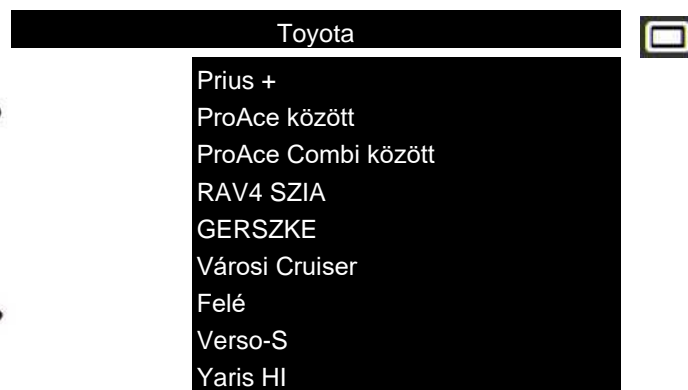 Toyota
Prius +
ProAce között
ProAce Combi között
RAV4 SZIA
GERSZKE
Városi Cruiser
Felé
Verso-S
Yaris HI